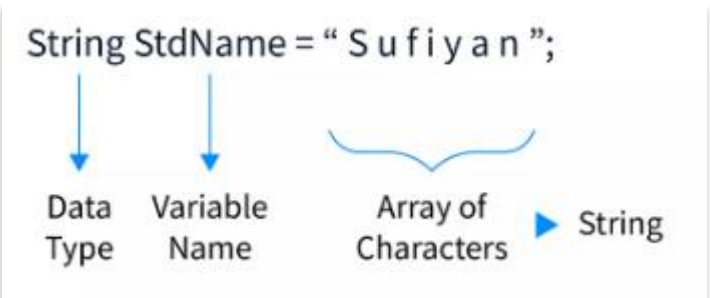 String StdName = “ S u f i y a n ”;
Data Type
Variable Name
Array of Characters
String